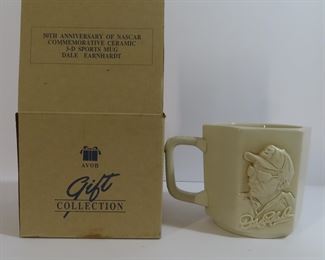 50TH ANNIVERSARY OF NASCAR
COMMEMORATIVE CERAMIC
3-D SPORTS MUG
DALE EARNHARDT
AVON
Gift
COLLECTION